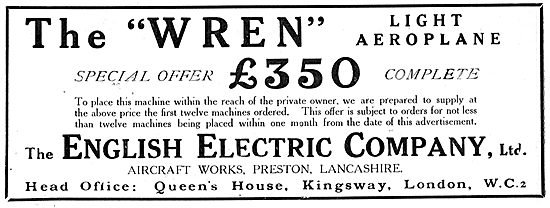 The "WREN" LIGHT AEROPLANE
SPECIAL OFFER £350 COMPLETE
To place this machine within the reach of the private owner, we are prepared to supply at
the above price the first twelve machines ordered. This offer is subject to orders for not less
than twelve machines being placed within one month from the date of this advertisement.
The ENGLISH ELECTRIC COMPANY, Ltd.
AIRCRAFT WORKS, PRESTON, LANCASHIRE.
Head Office: Queen's House, Kingsway, London, W.C.2